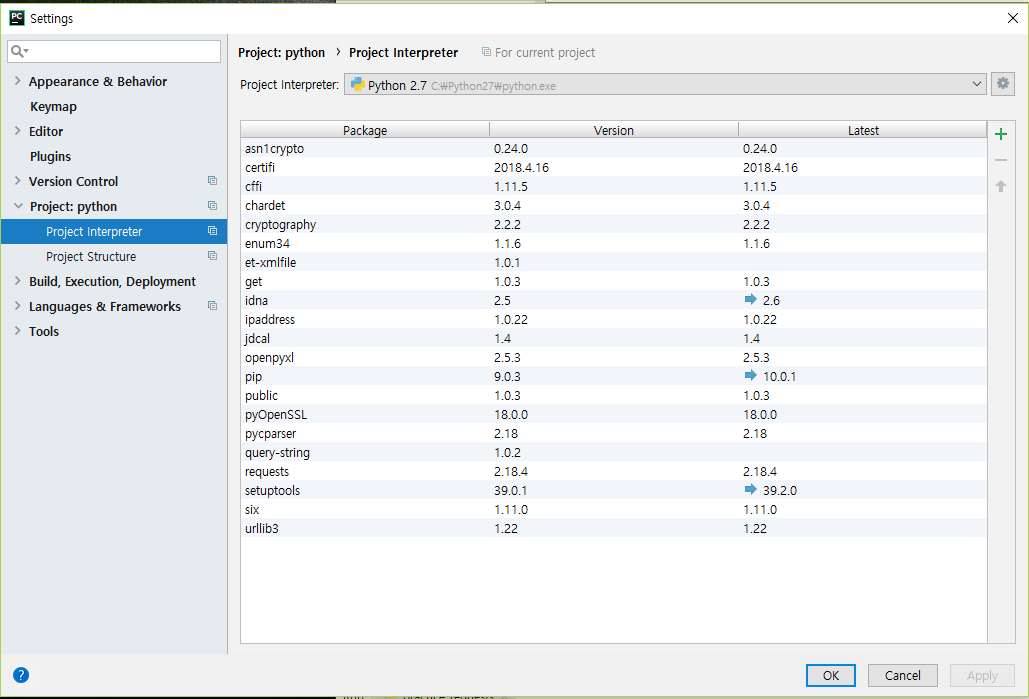 PC Settings
Project: python › Project Interpreter For current project
Appearance & Behavior
Keymap
Editor
Plugins
Version Control
Project: python
Project Interpreter
Project Structure
Build, Execution, Deployment
Languages & Frameworks
Tools
Project Interpreter: Python 2.7 C:₩Python27₩python.exe
Package Version Latest
asn1crypto 0.24.0 0.24.0
certifi 2018.4.16 2018.4.16
cffi 1.11.5 1.11.5
chardet 3.0.4 3.0.4
cryptography 2.2.2 2.2.2
enum34 1.1.6 1.1.6
et-xmlfile 1.0.1
get 1.0.3 1.0.3
idna 2.5 2.6
ipaddress 1.0.22 1.0.22
jdcal 1.4 1.4
openpyxl 2.5.3 2.5.3
pip 9.0.3 10.0.1
public 1.0.3 1.0.3
pyOpenSSL 18.0.0 18.0.0
pycparser 2.18 2.18
query-string 1.0.2
requests 2.18.4 2.18.4
setuptools 39.0.1 39.2.0
six 1.11.0 1.11.0
urllib3 1.22 1.22
? OK Cancel Apply